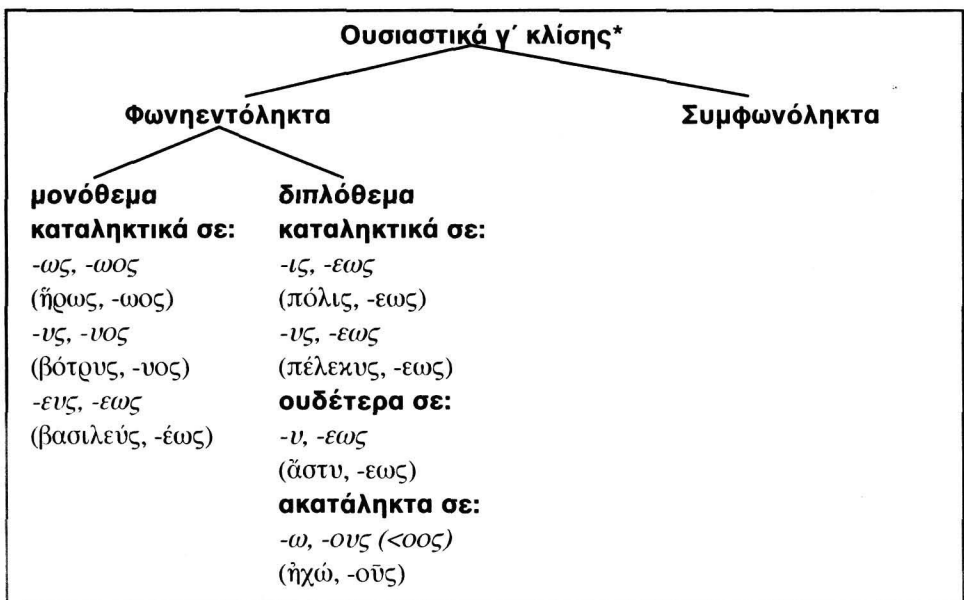 Ουσιαστικά γ΄ κλίσης*
Φωνηεντόληκτα
Συμφωνόληκτα
μονόθεμα
καταληκτικά σε:
-ως, -ωος
(ἥρως, -ωος)
-υς, -υος
(βότρυς, -υος)
-ευς, -εως
(βασιλεύς, -έως)
διπλόθεμα
καταληκτικά σε:
-ις, -εως
(πόλις, -εως)
-υς, -εως
(πέλεκυς, -εως)
ουδέτερα σε:
-υ, -εως
(ἄστυ, -εως)
ακατάληκτα σε:
-ω, -ους (<οος)
(ἠχώ, -οῦς)